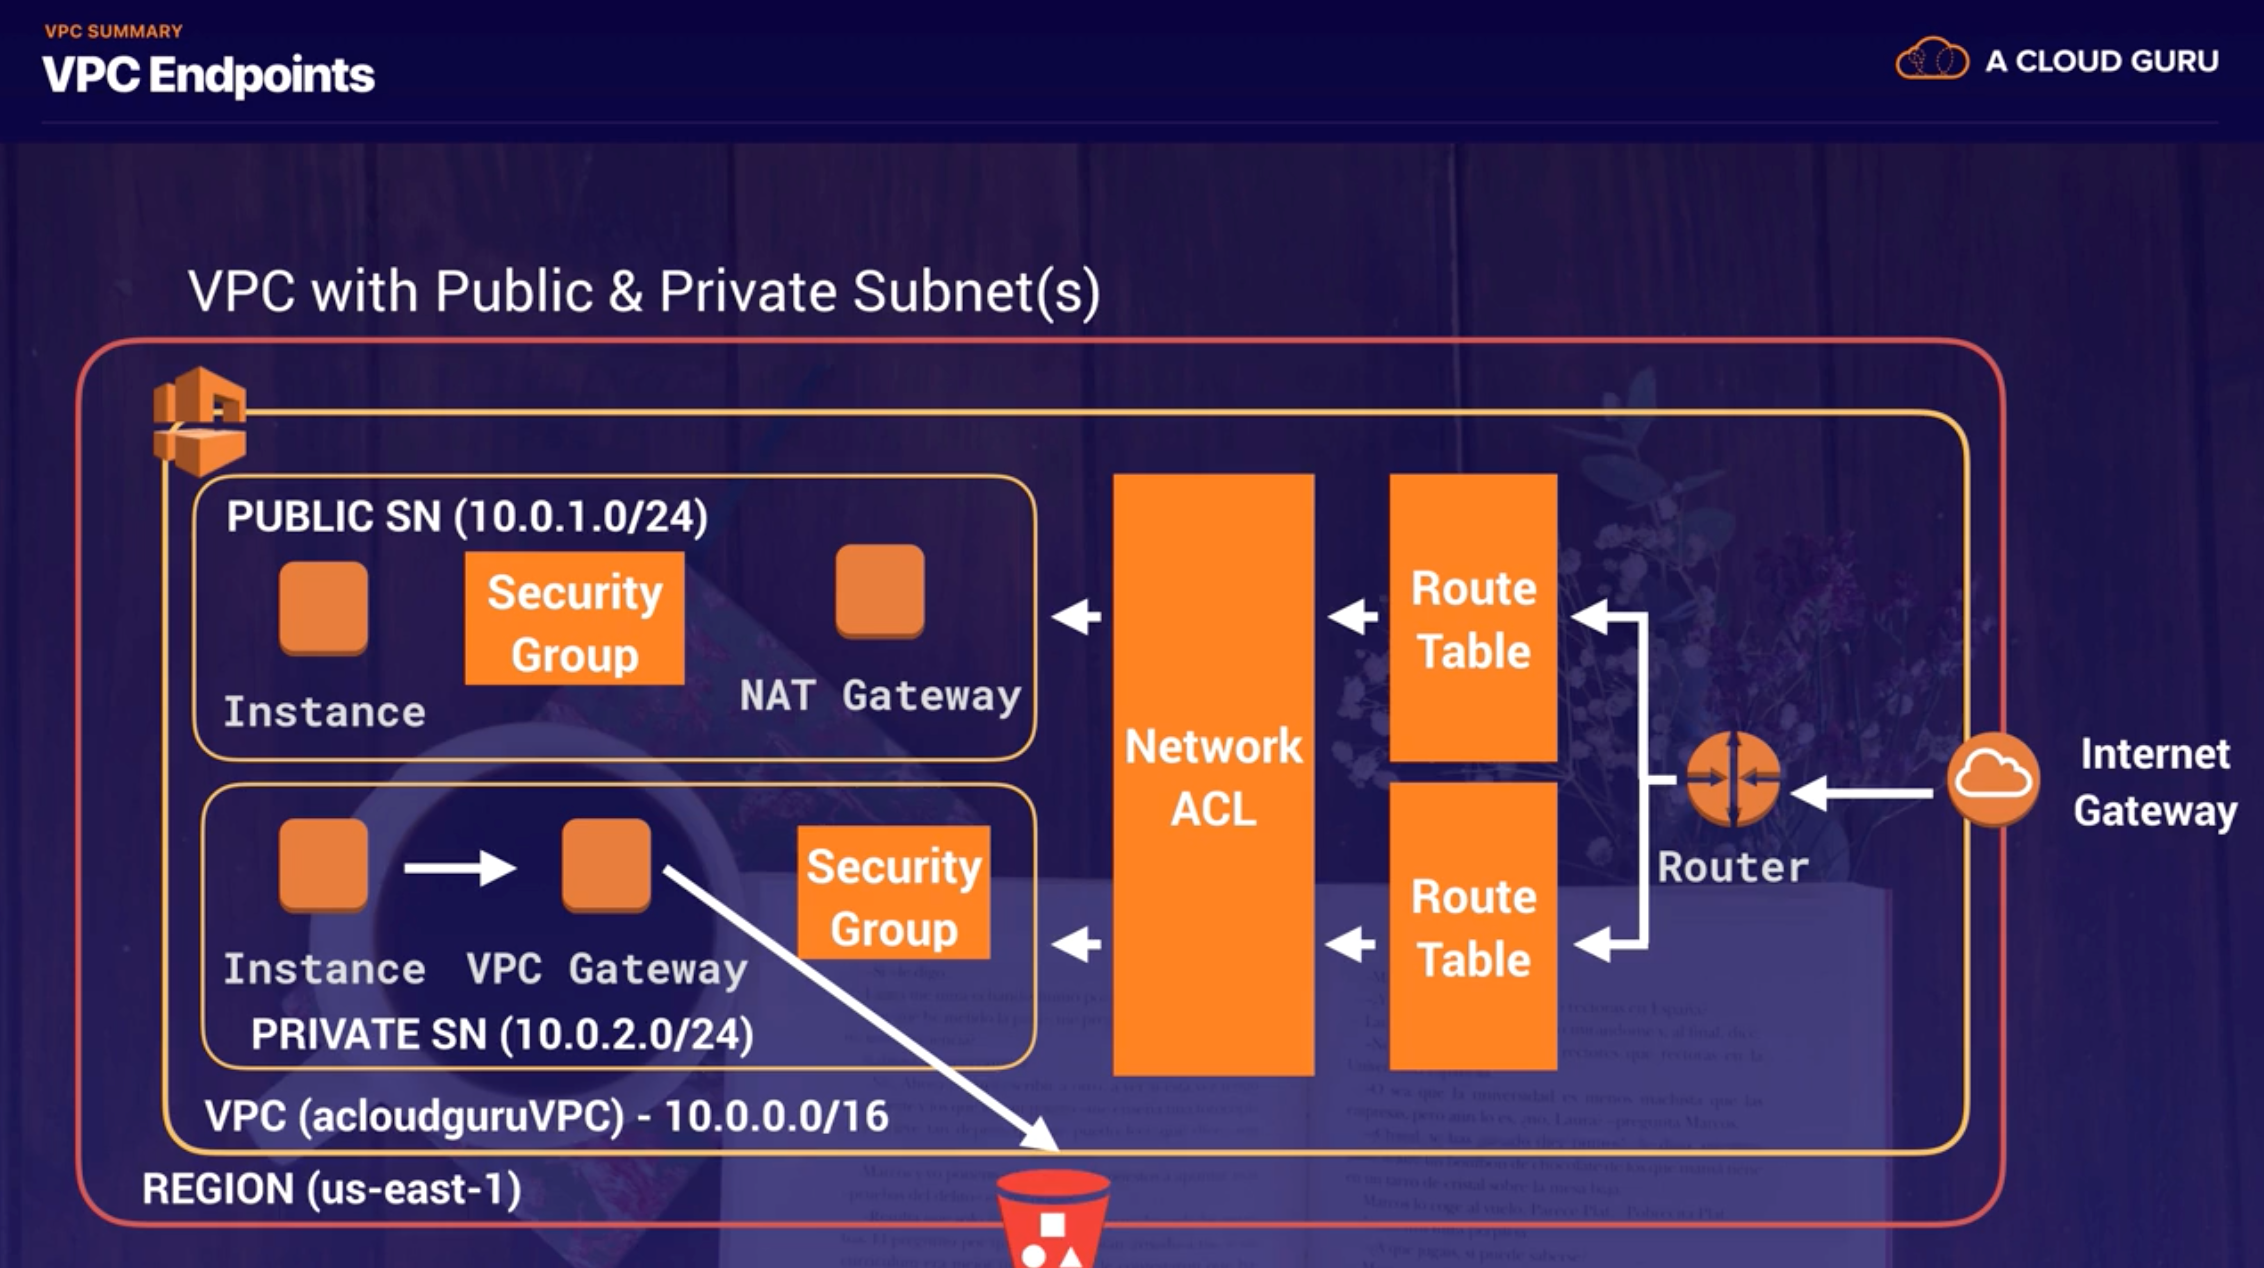 VPC SUMMARY
VPC Endpoints
A CLOUD GURU
VPC with Public & Private Subnet(s)
PUBLIC SN (10.0.1.0/24)
Security
Group
Instance
NAT Gateway
Network
ACL
Route
Table
Route
Table
Router
Internet
Gateway
Security
Group
Instance
VPC Gateway
PRIVATE SN (10.0.2.0/24)
VPC (acloudguruVPC) - 10.0.0.0/16
REGION (us-east-1)